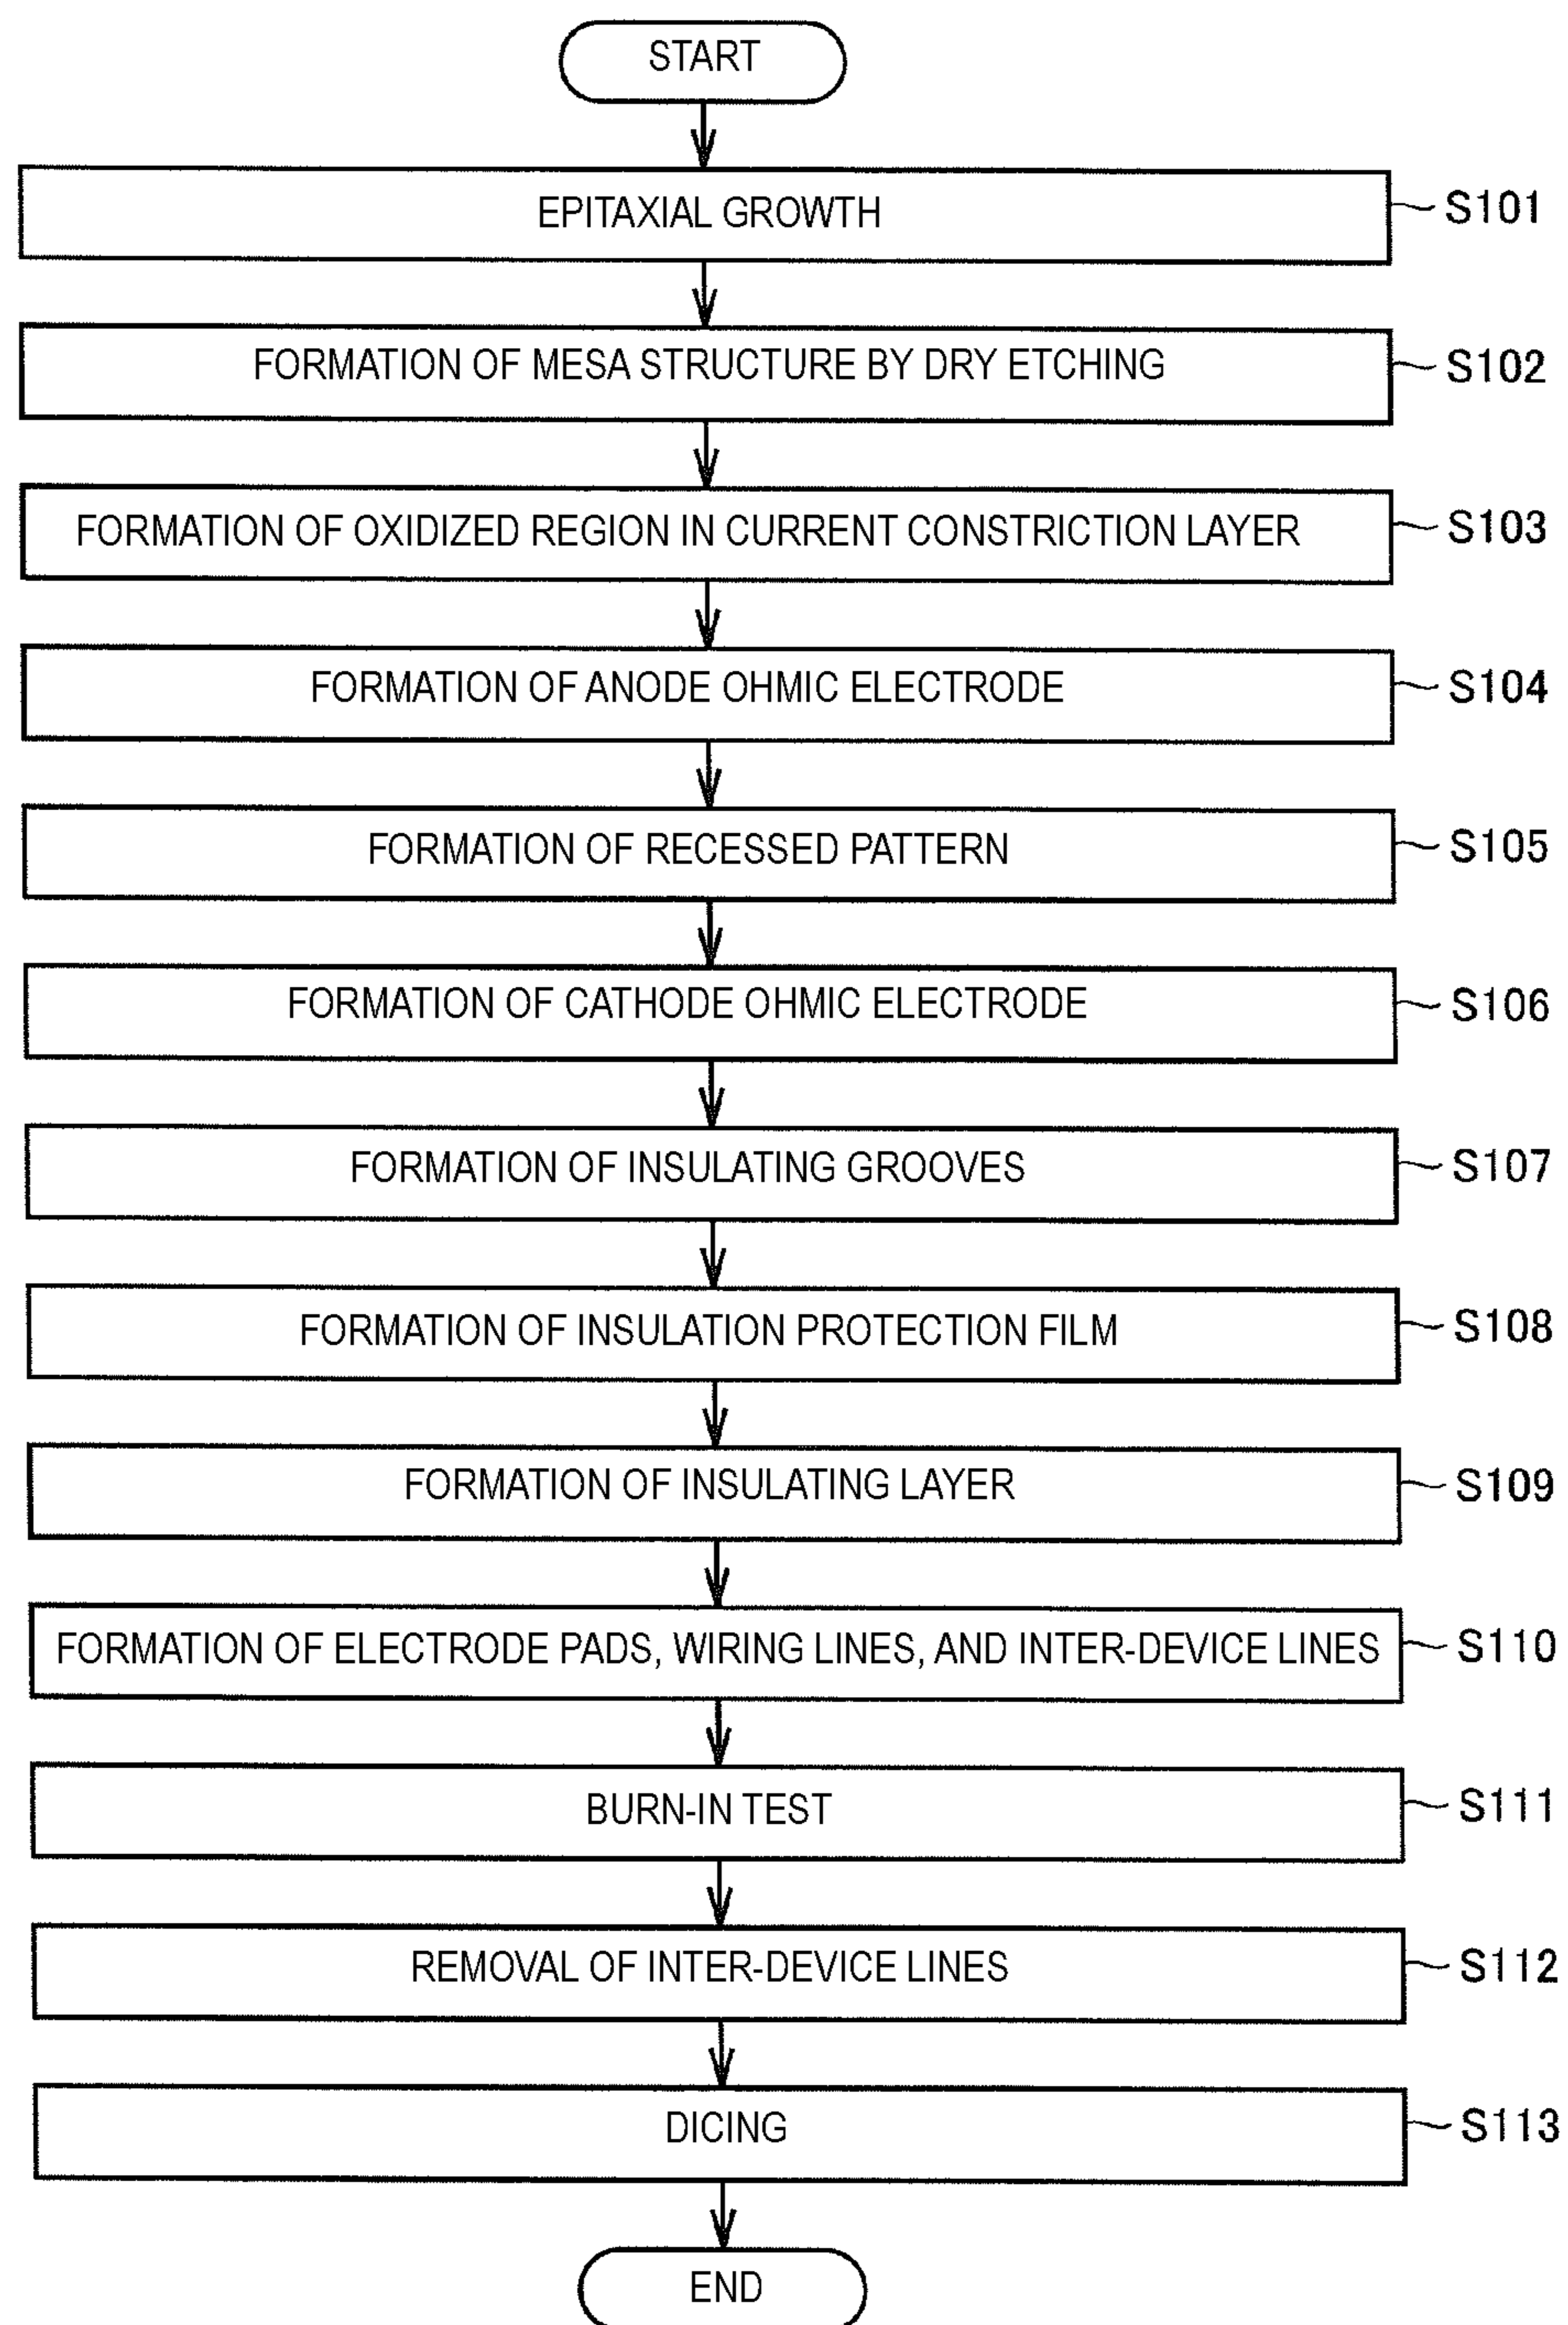 START
EPITAXIAL GROWTH
S101
FORMATION OF MESA STRUCTURE BY DRY ETCHING
S102
FORMATION OF OXIDIZED REGION IN CURRENT CONSTRICTION LAYER
S103
FORMATION OF ANODE OHMIC ELECTRODE
S104
FORMATION OF RECESSED PATTERN
S105
FORMATION OF CATHODE OHMIC ELECTRODE
S106
FORMATION OF INSULATING GROOVES
S107
FORMATION OF INSULATION PROTECTION FILM
S108
FORMATION OF INSULATING LAYER
S109
FORMATION OF ELECTRODE PADS, WIRING LINES, AND INTER-DEVICE LINES
S110
BURN-IN TEST
S111
REMOVAL OF INTER-DEVICE LINES
S112
DICING
S113
END